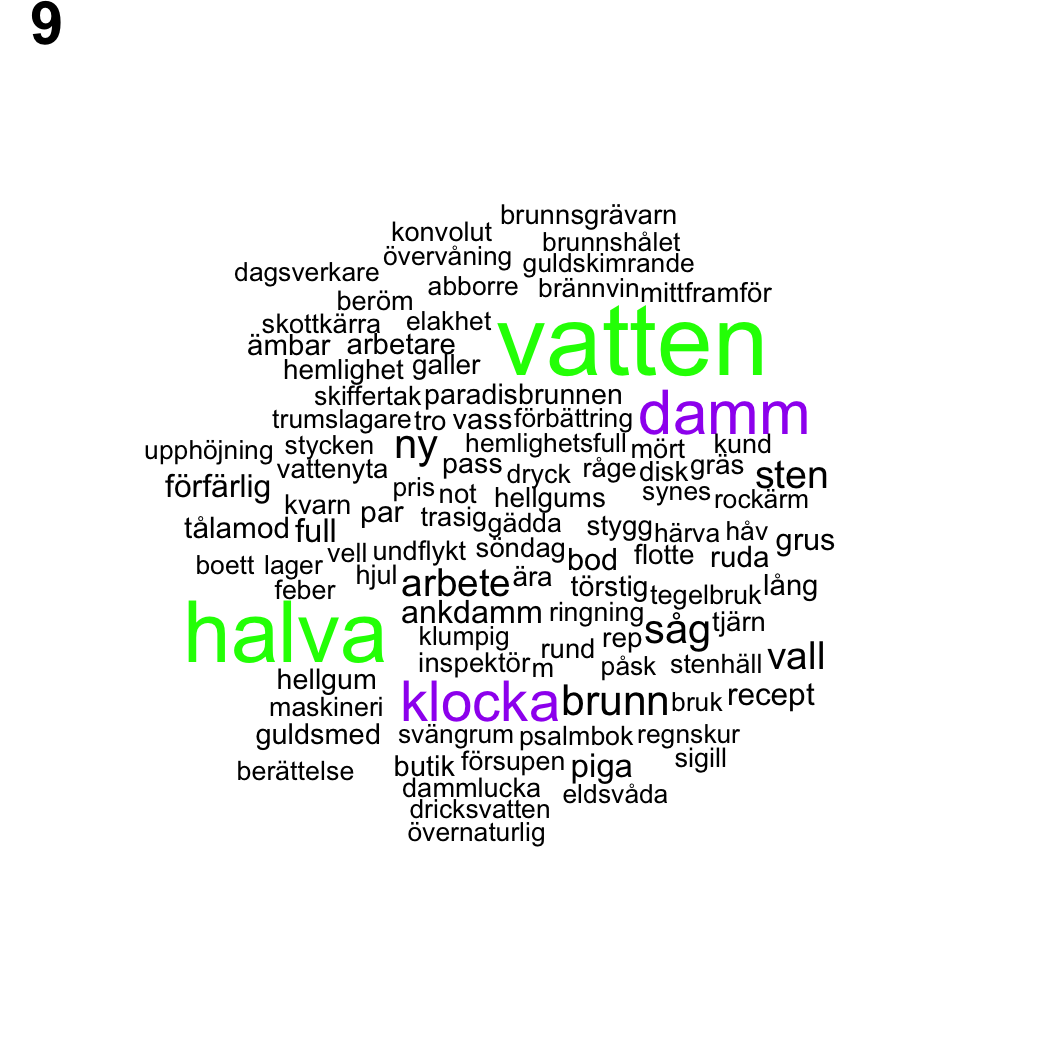 9
brunnsgrävarn
konvolut
brunnshålet
övervåning guldskimrande
dagsverkare
abborre brännvin mittframför
beröm
skottkärra elakhet vatten
ämbar arbetare
hemlighet galler
skiffertak paradisbrunnen damm
trumslagare tro vass förbättring
upphöjning stycken ny hemlighetsfull mört kund
vattenyta pass dryck råge disk gräs sten
förfärlig pris not hellgums synes rockärm
kvarn par trasig gädda
tålamod full stygg härva håv grus
boett lager vell undflykt söndag bod flotte ruda
feber hjul arbete ära törstig tegelbruk lång
halva ankdamm ringning såg tjärn
klumpig rund rep
inspektör m påsk stenhäll vall
hellgum
maskineri klocka brunn bruk recept
guldsmed svängrum psalmbok regnskur
berättelse butik försupen piga sigill
dammlucka eldsvåda
dricksvatten
övernaturlig